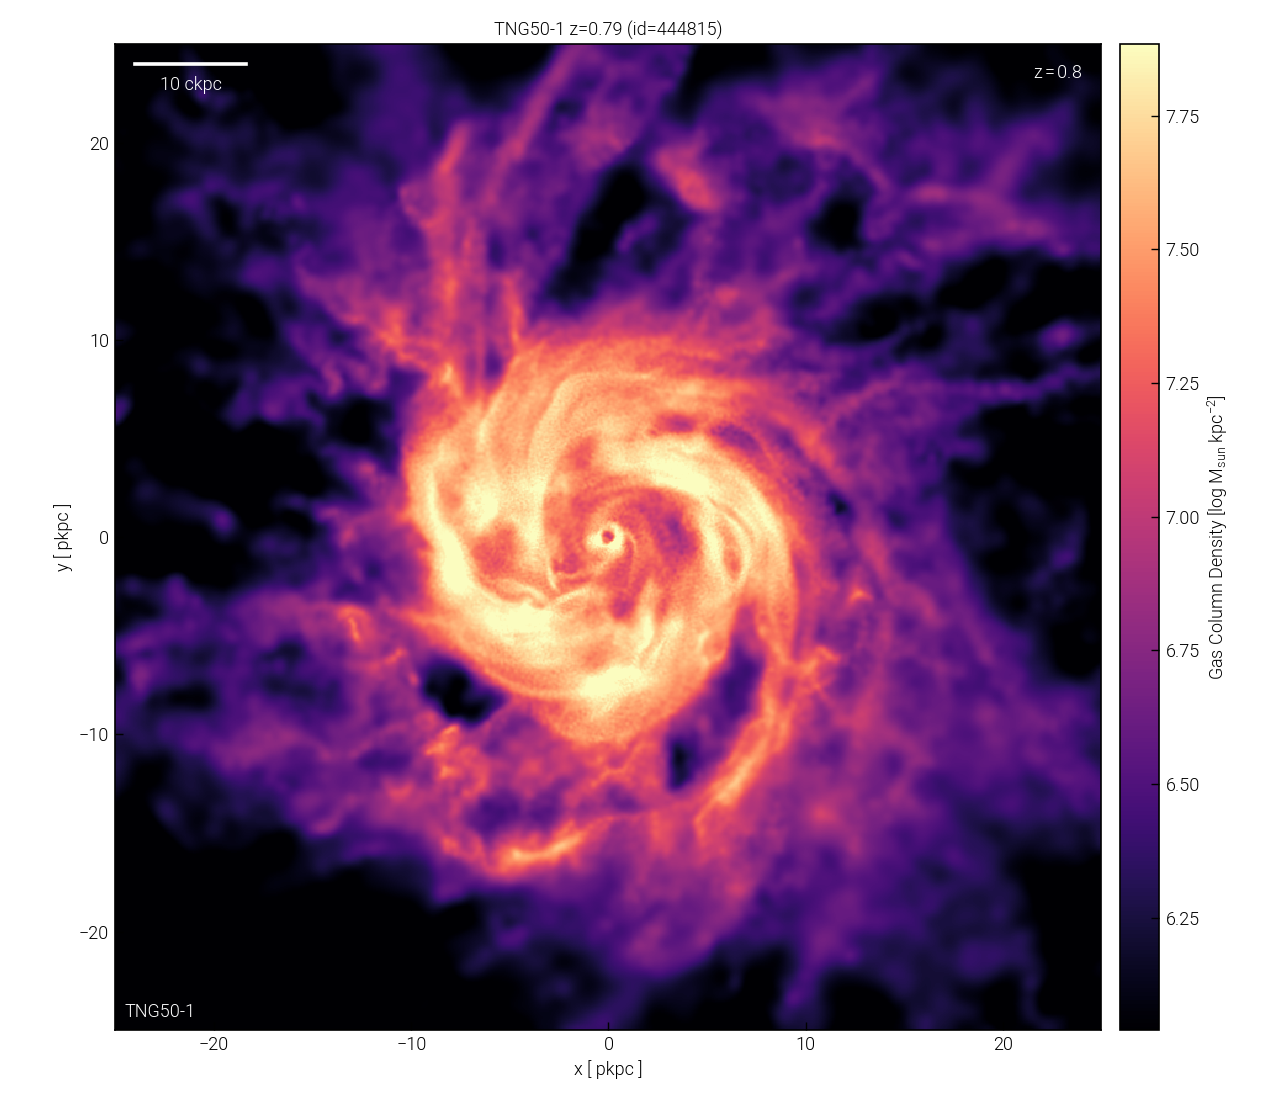 TNG50-1 z=0.79 (id=444815)
10 ckpc
z=0.8
20
10
0
−10
−20
y [ pkpc ]
TNG50-1
−20
−10
0
10
20
x [ pkpc ]
7.75
7.50
7.25
7.00
6.75
6.50
6.25
Gas Column Density [log M_sun kpc^−2]